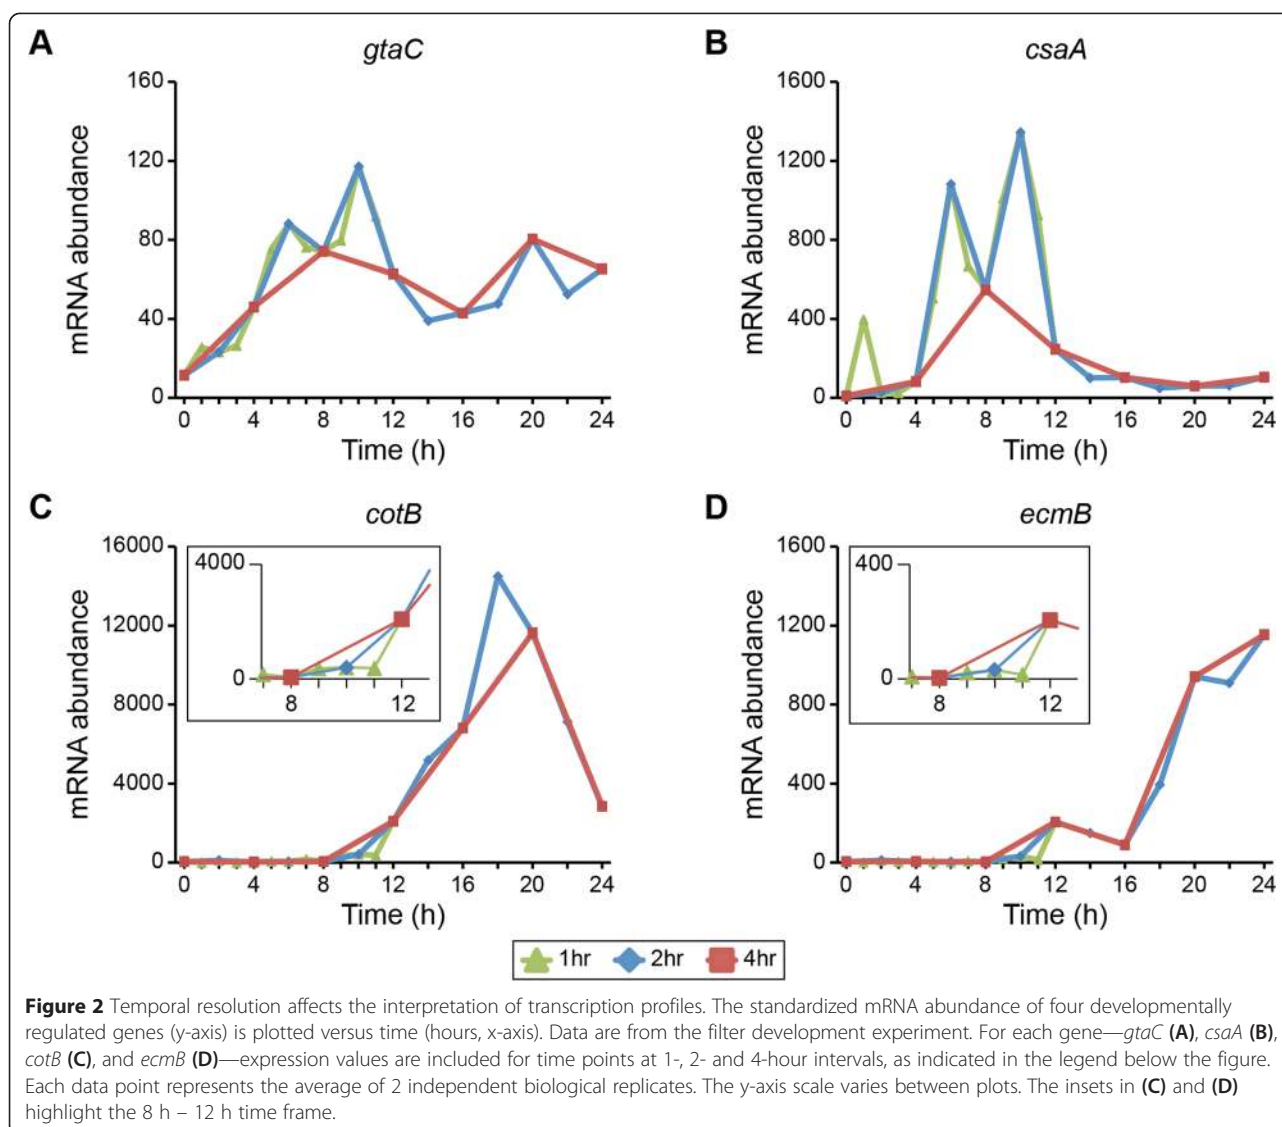 A
gtaC
160
120
80
40
0
mRNA abundance
0 4 8 12 16 20 24
Time (h)
B
csaA
1600
1200
800
400
0
mRNA abundance
0 4 8 12 16 20 24
Time (h)
C
cotB
16000
12000
8000
4000
0
mRNA abundance
4000
0
8 12
0 4 8 12 16 20 24
Time (h)
D
ecmB
1600
1200
800
400
0
mRNA abundance
400
0
8 12
0 4 8 12 16 20 24
Time (h)
1hr 2hr 4hr
Figure 2 Temporal resolution affects the interpretation of transcription profiles. The standardized mRNA abundance of four developmentally
regulated genes (y-axis) is plotted versus time (hours, x-axis). Data are from the filter development experiment. For each gene—gtaC (A), csaA (B),
cotB (C), and ecmB (D)—expression values are included for time points at 1-, 2- and 4-hour intervals, as indicated in the legend below the figure.
Each data point represents the average of 2 independent biological replicates. The y-axis scale varies between plots. The insets in (C) and (D)
highlight the 8 h – 12 h time frame.